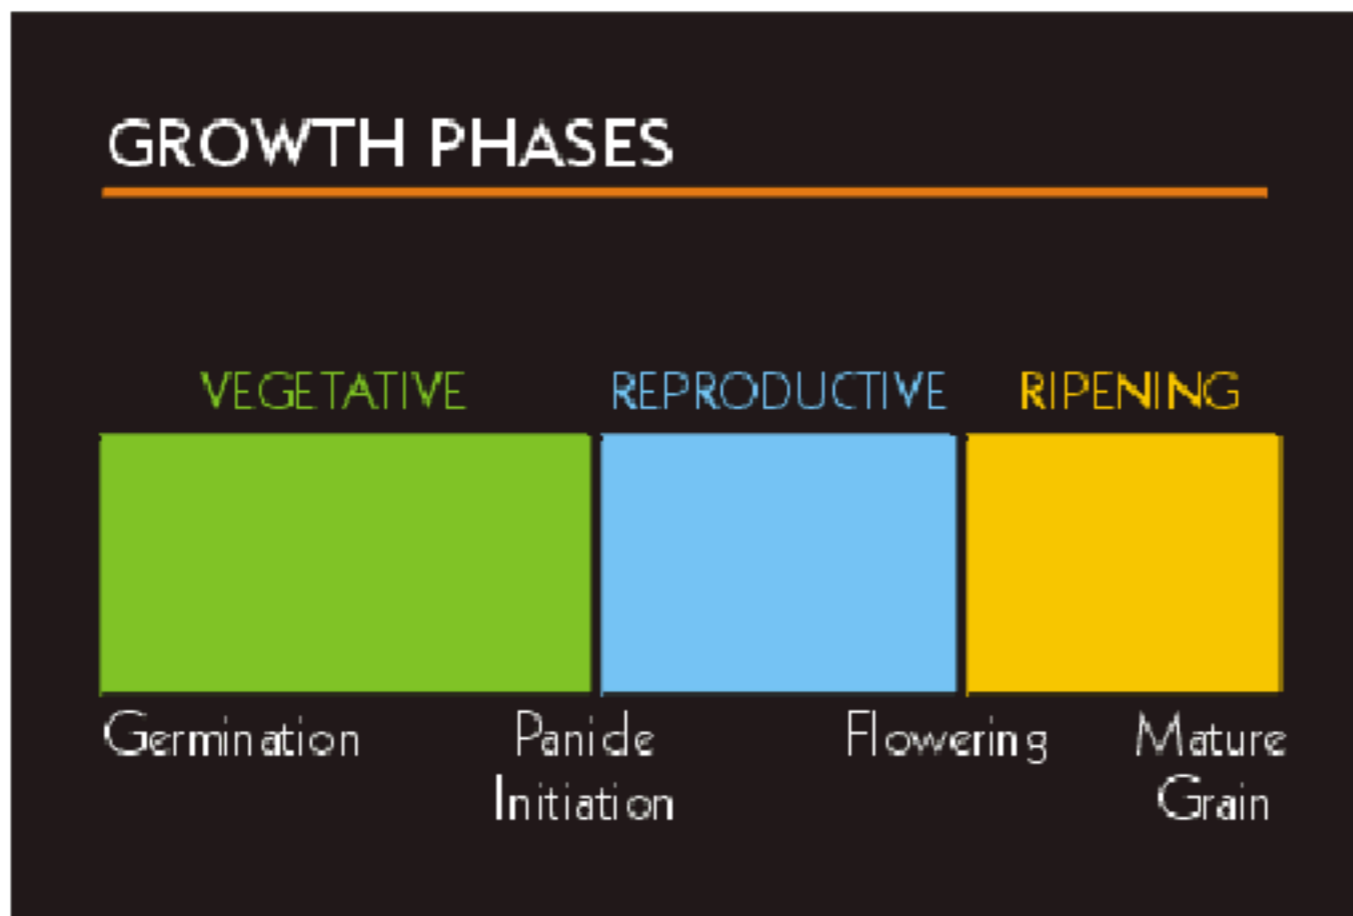 GROWTH PHASES
VEGETATIVE REPRODUCTIVE RIPENING
Germination Panicle Flowering Mature
Initiation Grain